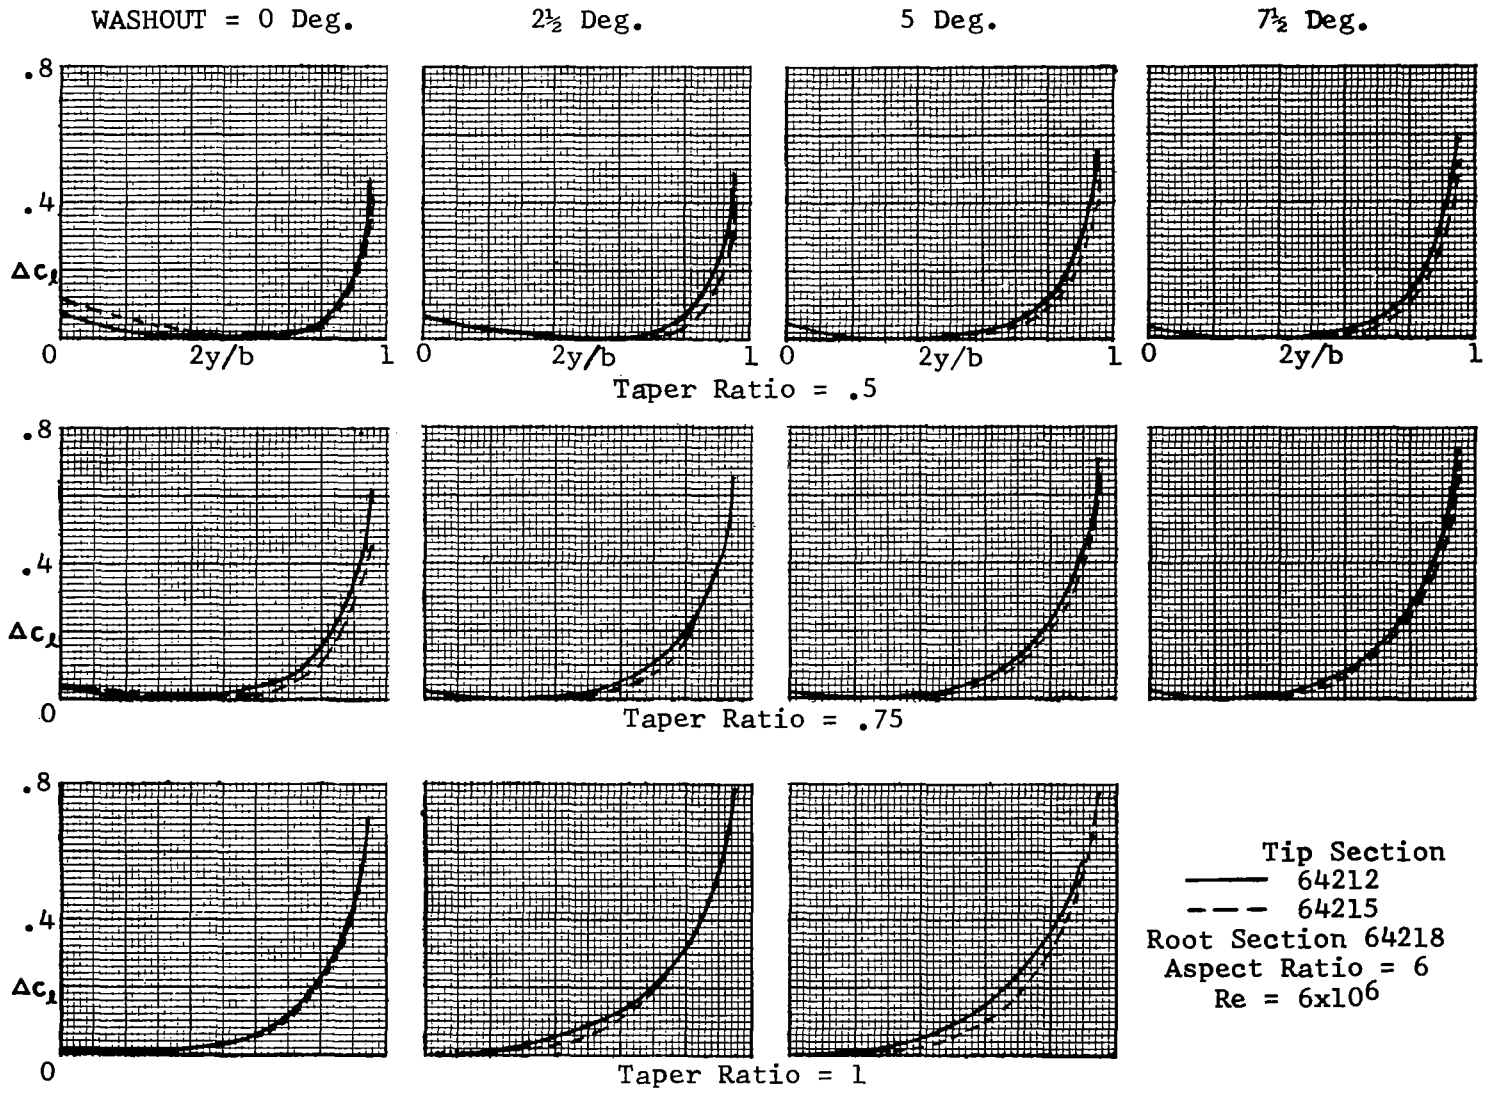 WASHOUT = 0 Deg. 2½ Deg. 5 Deg. 7½ Deg.
.8
.4
Δcℓ
0 2y/b 1 0 2y/b 1 0 2y/b 1 0 2y/b 1
Taper Ratio = .5
.8
.4
Δcℓ
0
Taper Ratio = .75
.8
.4
Δcℓ
0
Taper Ratio = 1
Tip Section
64212
64215
Root Section 64218
Aspect Ratio = 6
Re = 6x10⁶